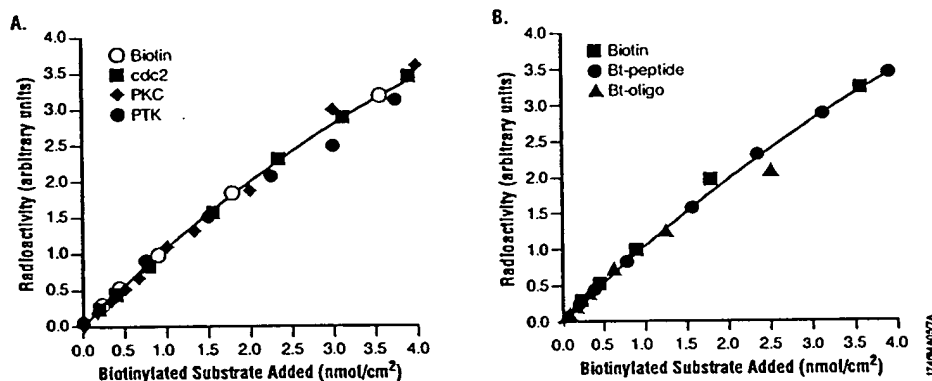 A.
Biotin
cdc2
PKC
PTK
Radioactivity (arbitrary units)
4.0
3.5
3.0
2.5
2.0
1.5
1.0
0.5
0.0
0.0 0.5 1.0 1.5 2.0 2.5 3.0 3.5 4.0
Biotinylated Substrate Added (nmol/cm²)
B.
Biotin
Bt-peptide
Bt-oligo
Radioactivity (arbitrary units)
4.0
3.5
3.0
2.5
2.0
1.5
1.0
0.5
0.0
0.0 0.5 1.0 1.5 2.0 2.5 3.0 3.5 4.0
Biotinylated Substrate Added (nmol/cm²)